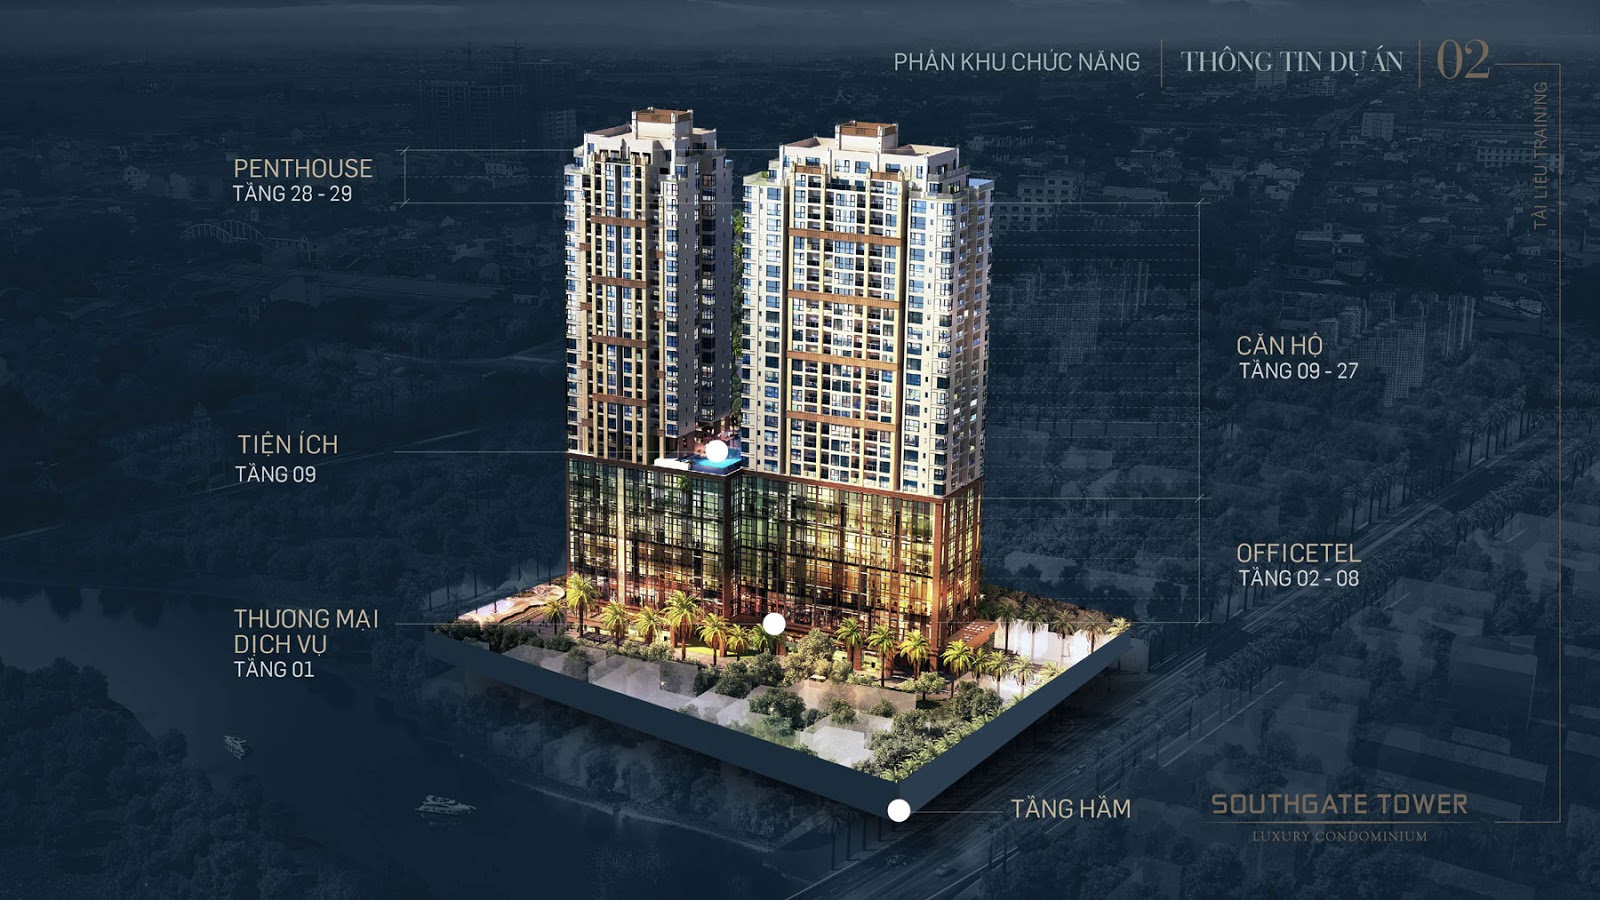 PHÂN KHU CHỨC NĂNG
THÔNG TIN DỰ ÁN
02
TÀI LIỆU TRAINING
PENTHOUSE
TẦNG 28 - 29
CĂN HỘ
TẦNG 09 - 27
TIỆN ÍCH
TẦNG 09
OFFICETEL
TẦNG 02 - 08
THƯƠNG MẠI
DỊCH VỤ
TẦNG 01
TẦNG HẦM
SOUTHGATE TOWER
LUXURY CONDOMINIUM